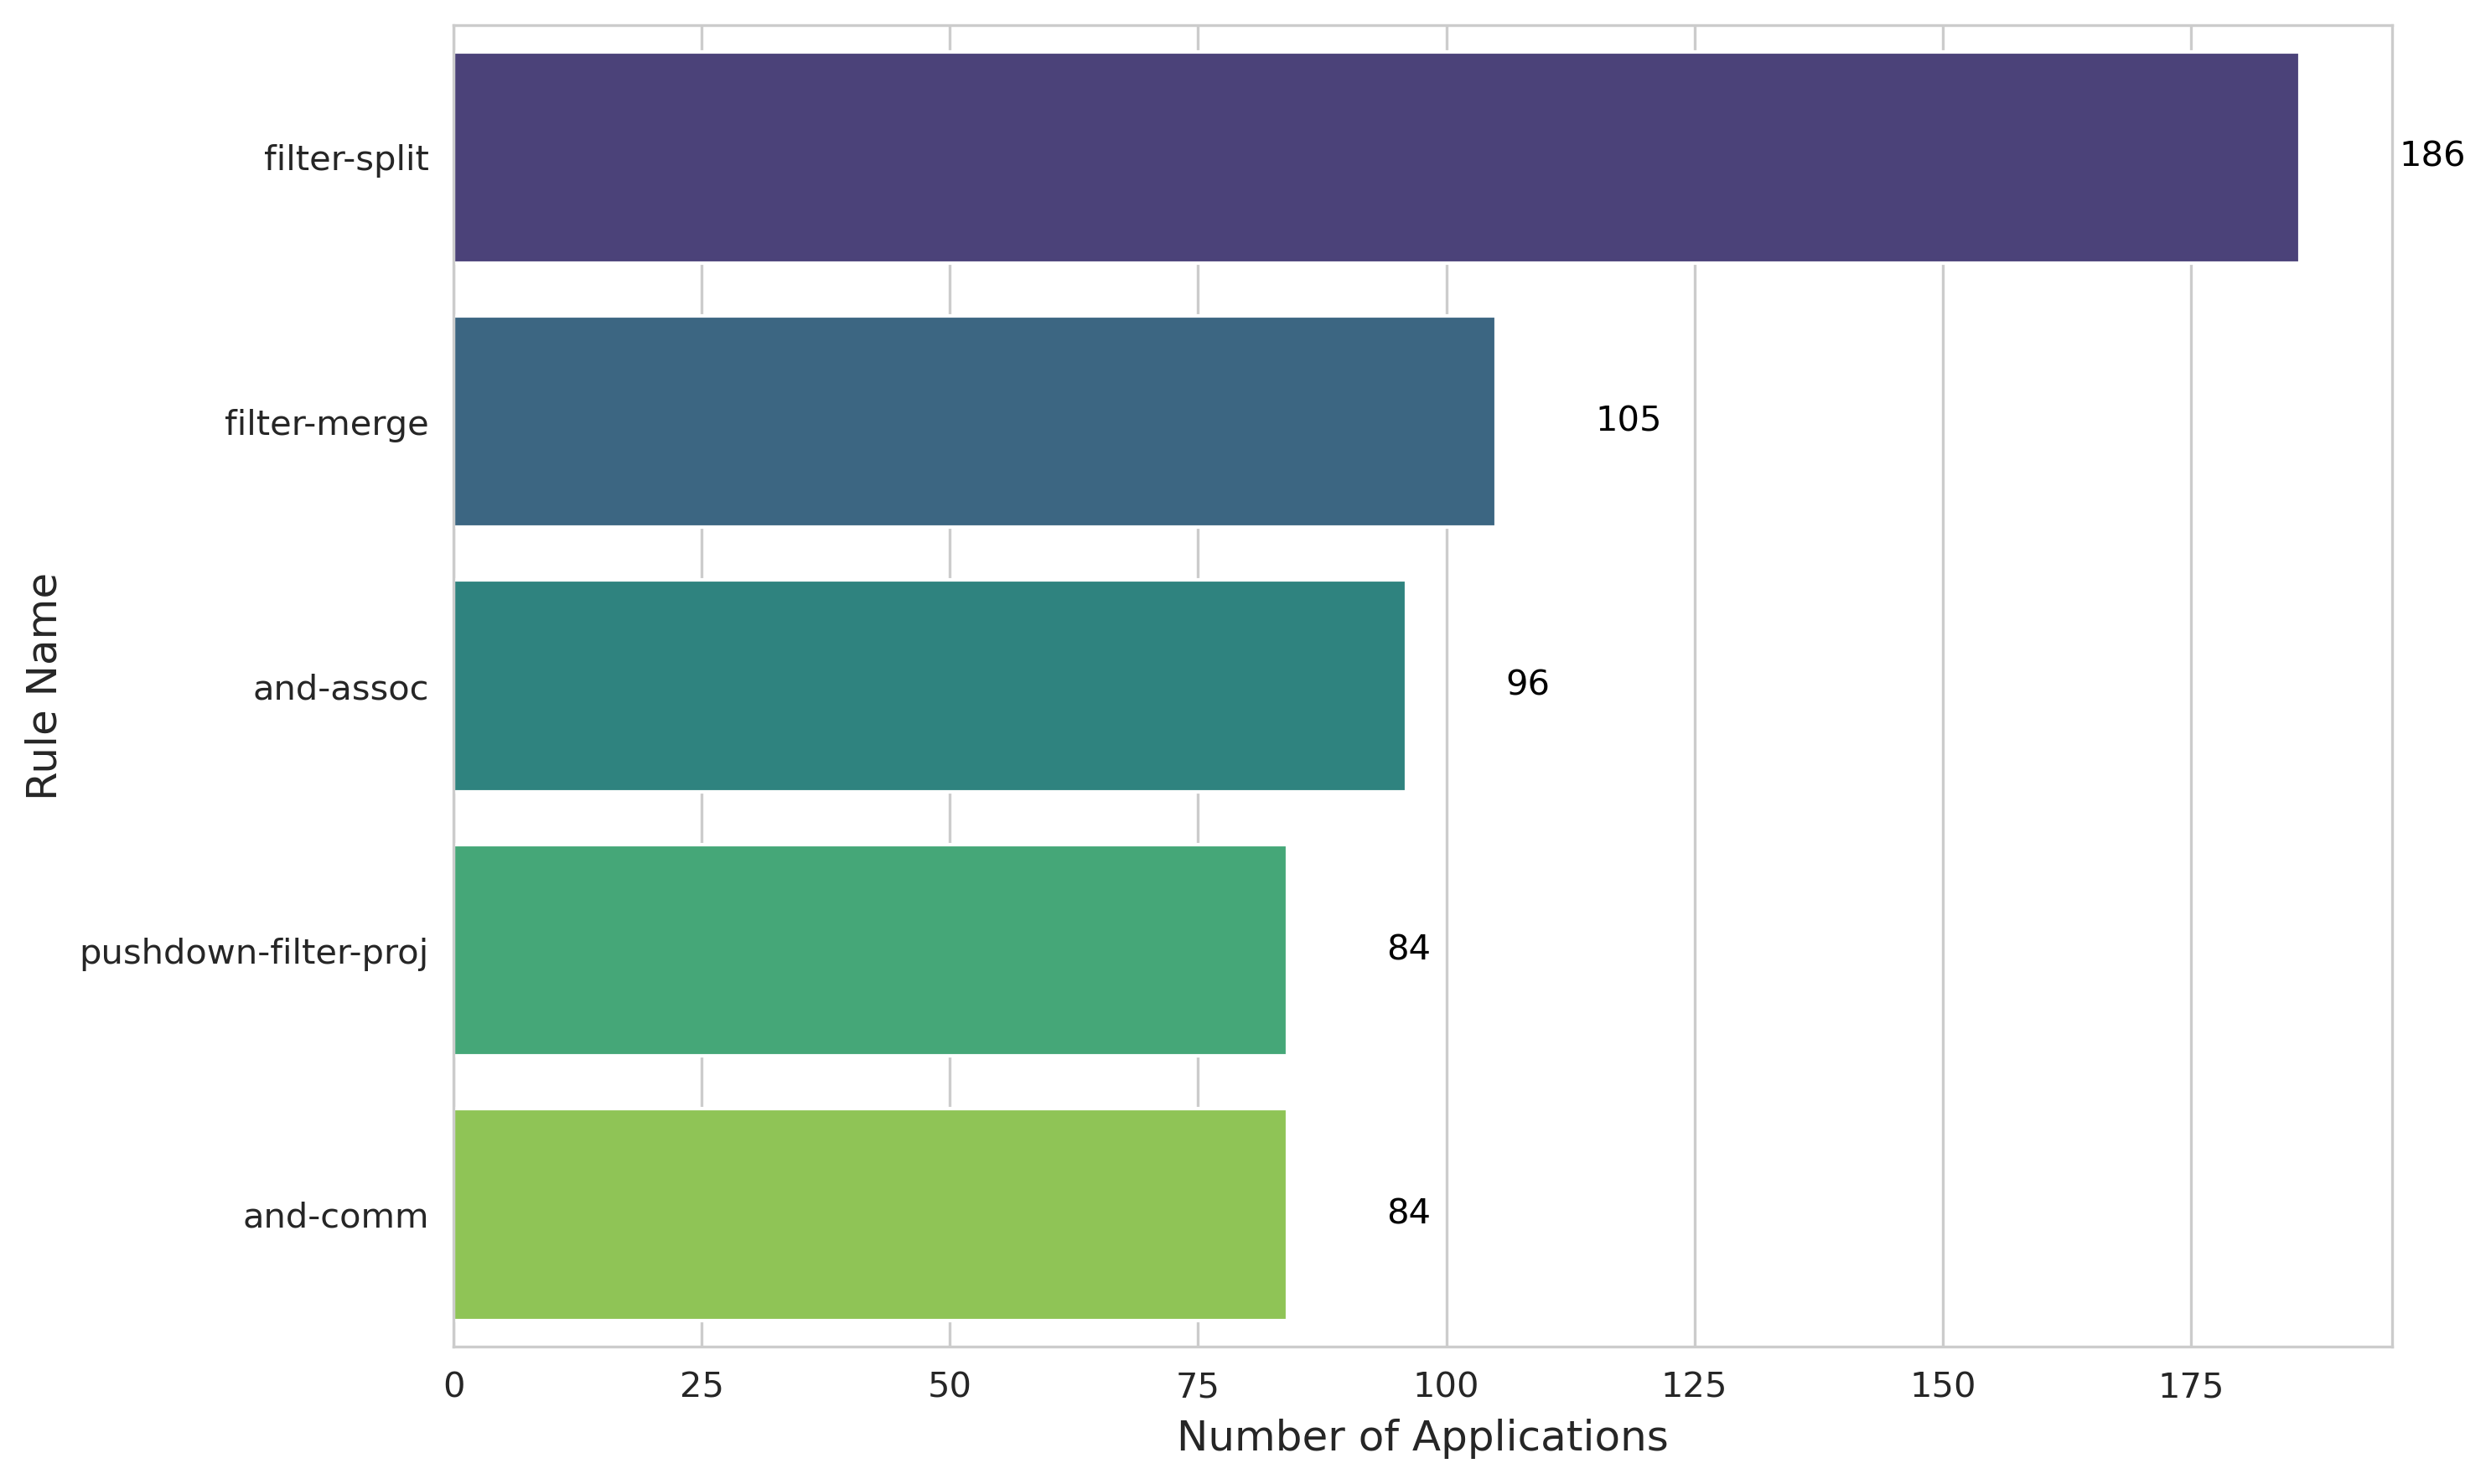 filter-split
186
filter-merge
105
and-assoc
96
pushdown-filter-proj
84
and-comm
84
Rule Name
0 25 50 75 100 125 150 175
Number of Applications